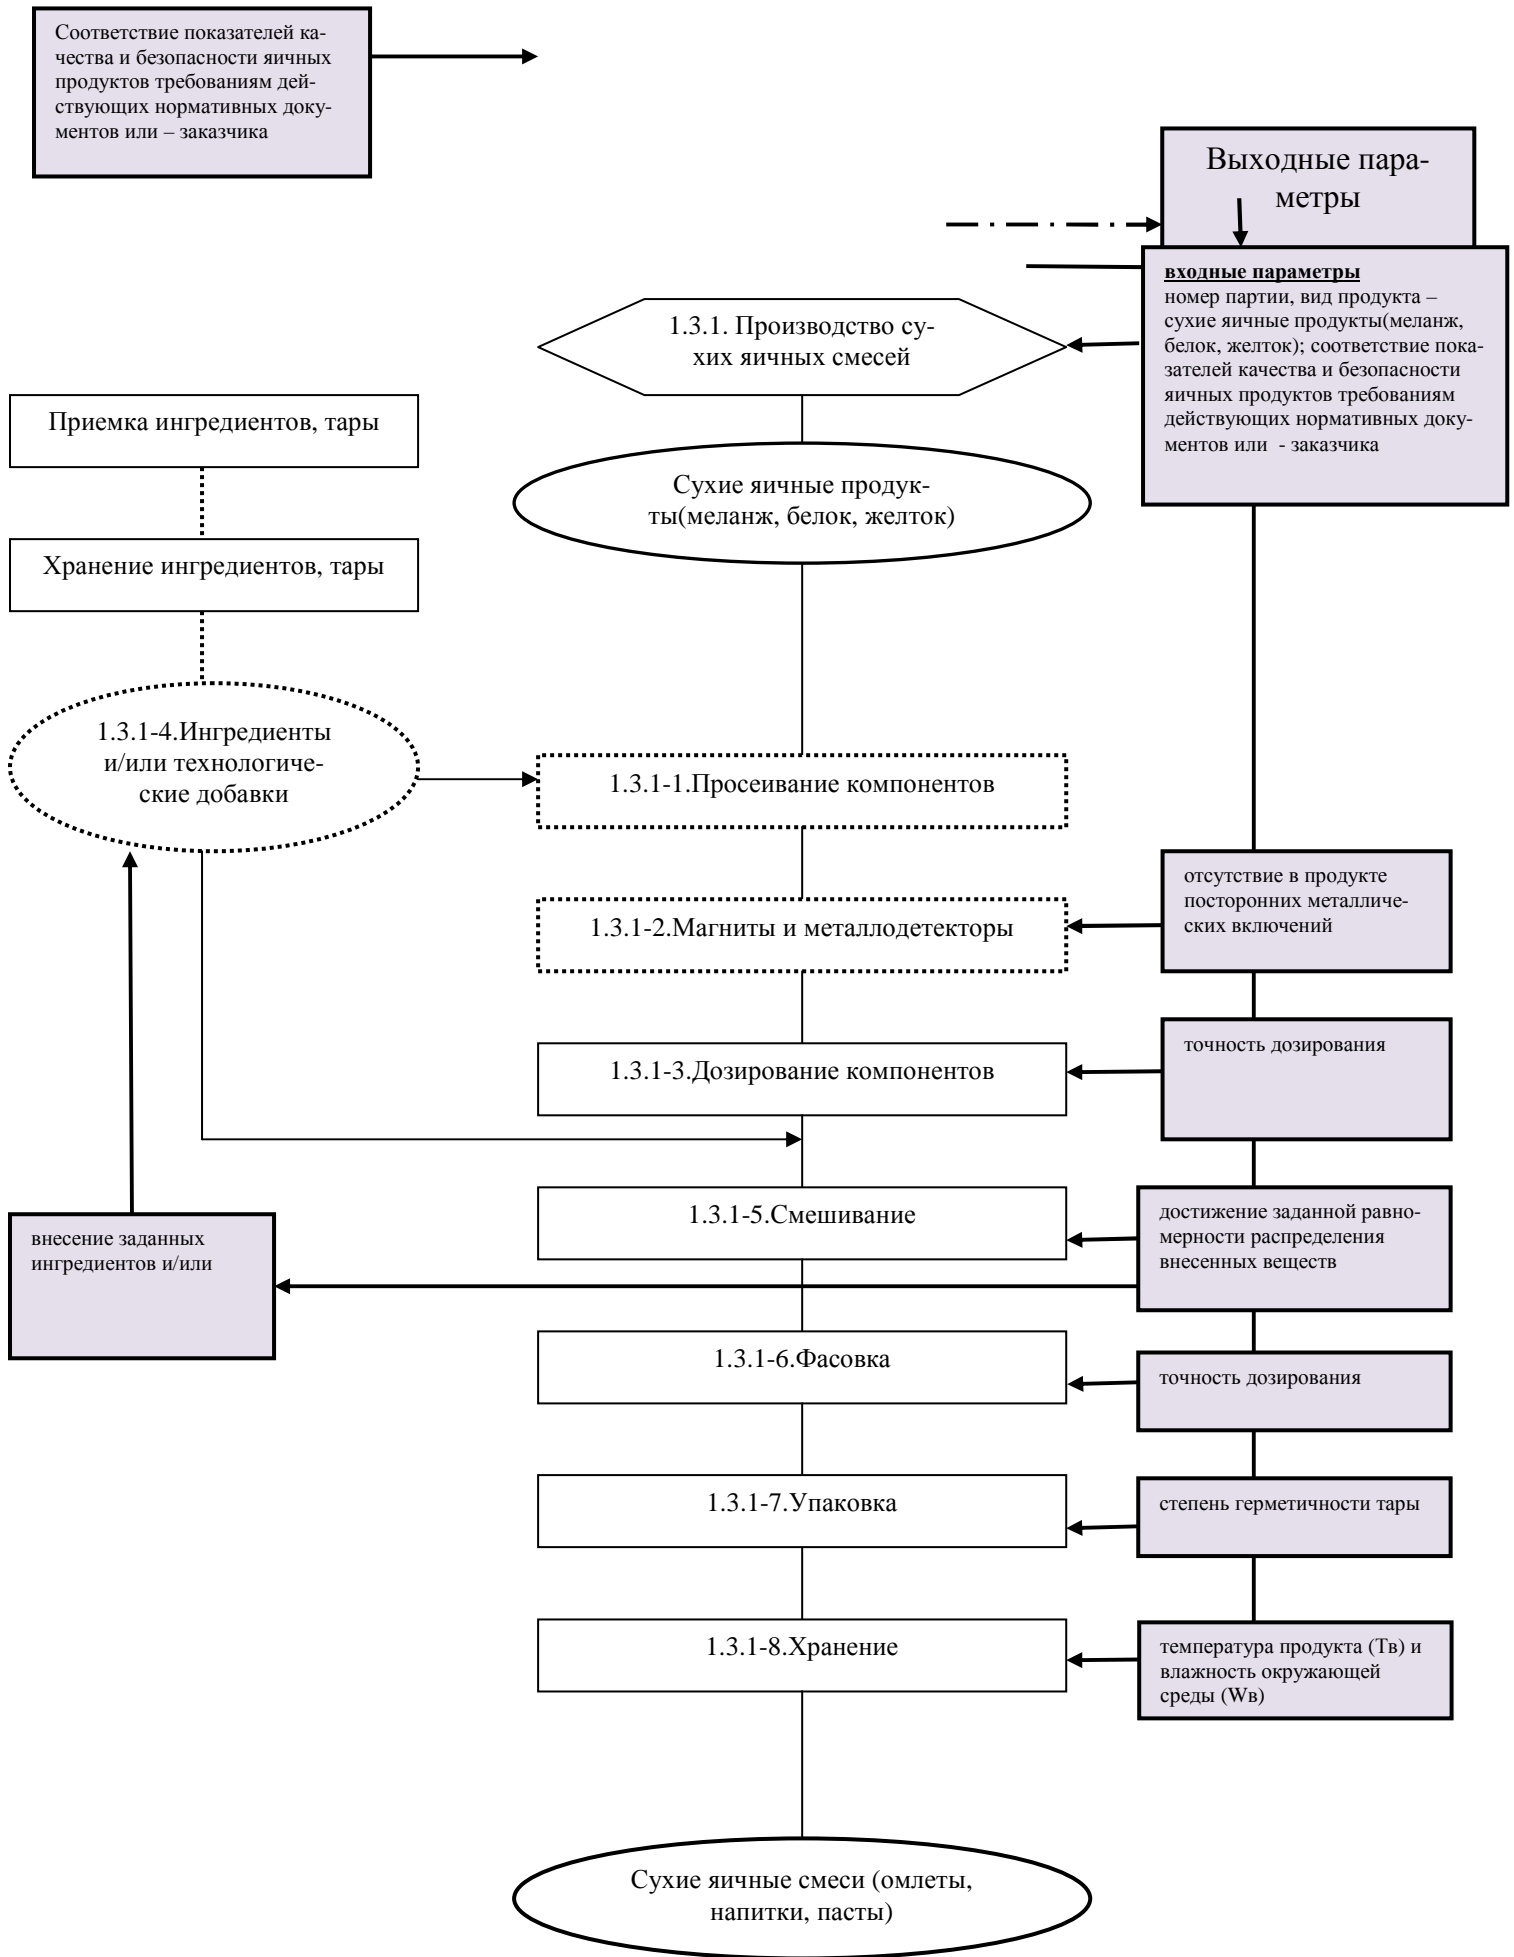 Соответствие показателей ка-
чества и безопасности яичных
продуктов требованиям дей-
ствующих нормативных доку-
ментов или – заказчика
Выходные пара-
метры
входные параметры
номер партии, вид продукта –
сухие яичные продукты(меланж,
белок, желток); соответствие пока-
зателей качества и безопасности
яичных продуктов требованиям
действующих нормативных доку-
ментов или - заказчика
1.3.1. Производство су-
хих яичных смесей
Приемка ингредиентов, тары
Сухие яичные продук-
ты(меланж, белок, желток)
Хранение ингредиентов, тары
1.3.1-4.Ингредиенты
и/или технологиче-
ские добавки
1.3.1-1.Просеивание компонентов
отсутствие в продукте
посторонних металличе-
ских включений
1.3.1-2.Магниты и металлодетекторы
точность дозирования
1.3.1-3.Дозирование компонентов
1.3.1-5.Смешивание
достижение заданной равно-
мерности распределения
внесенных веществ
внесение заданных
ингредиентов и/или
1.3.1-6.Фасовка
точность дозирования
1.3.1-7.Упаковка
степень герметичности тары
1.3.1-8.Хранение
температура продукта (Тв) и
влажность окружающей
среды (Wв)
Сухие яичные смеси (омлеты,
напитки, пасты)